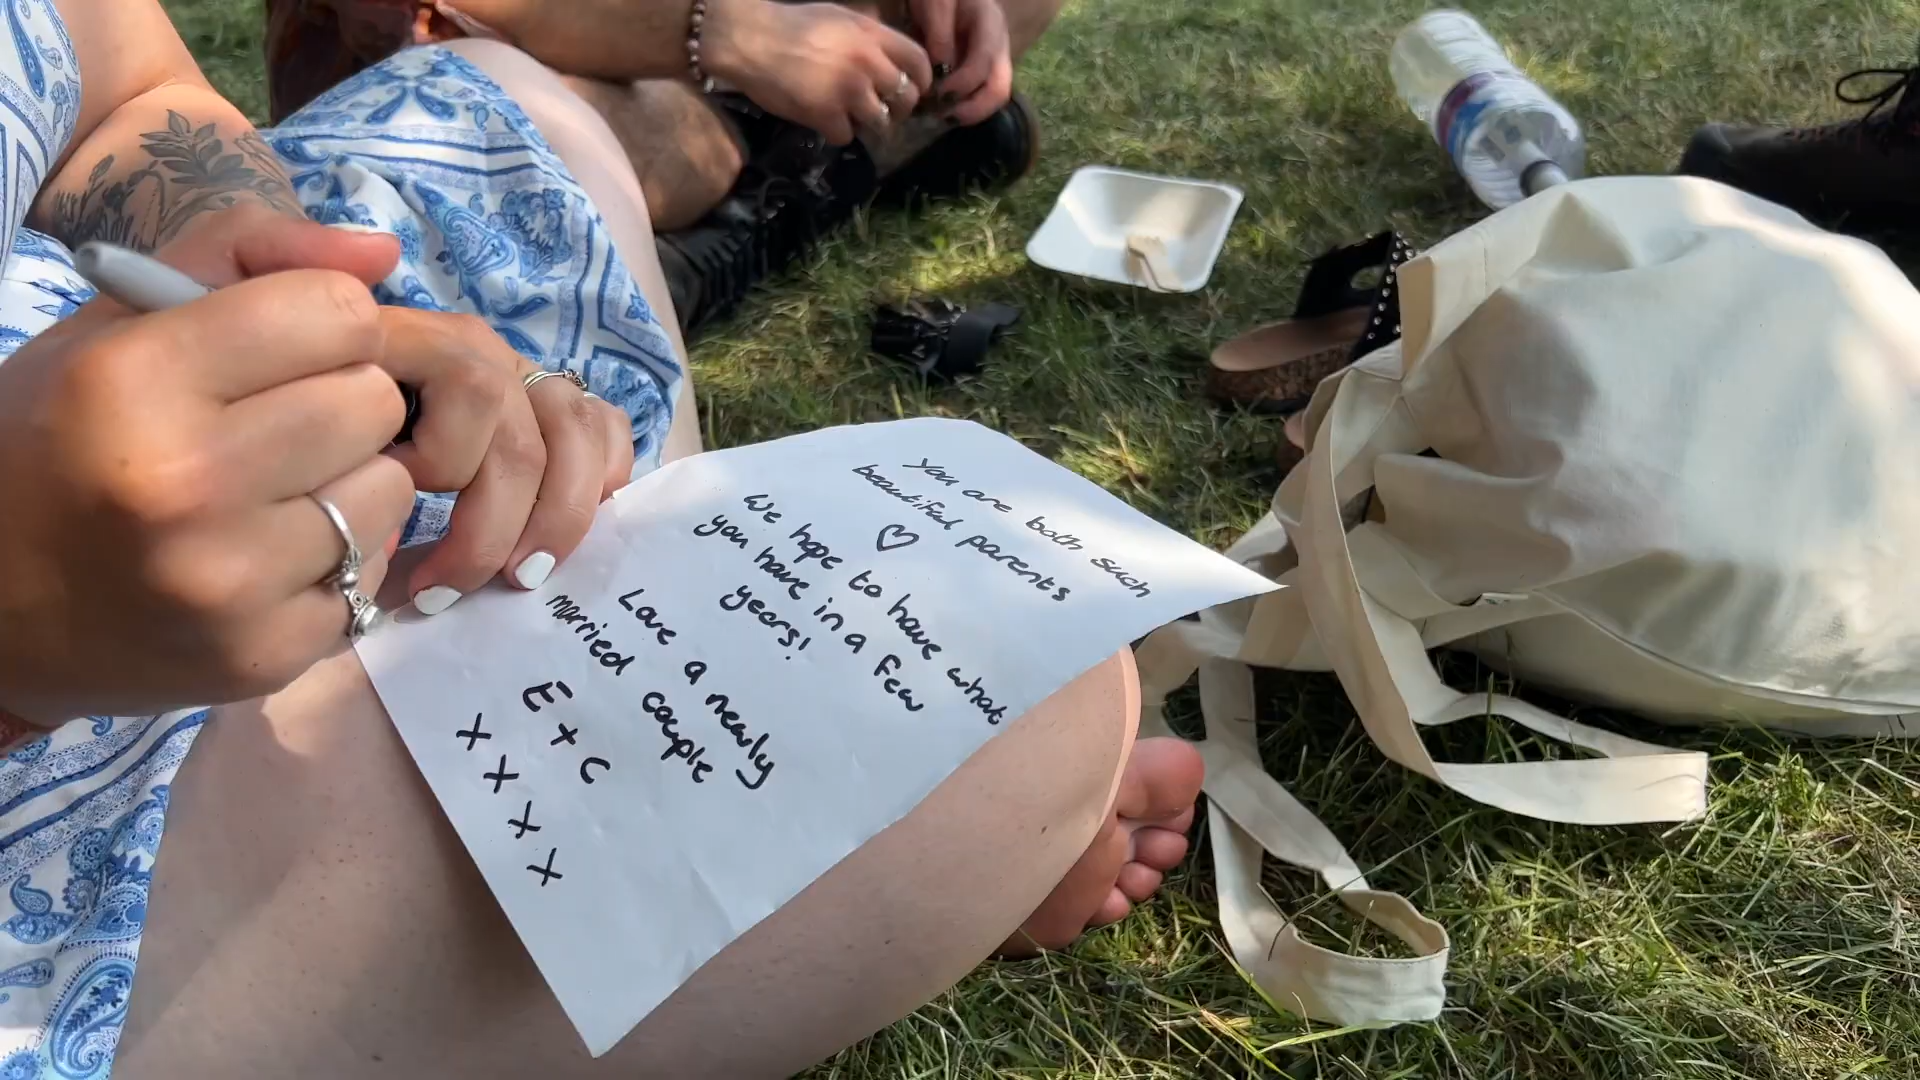 You are both such
beautiful parents
♡
We hope to have what
you have in a few
years!
Love a newly
married couple
E + C
x x x x